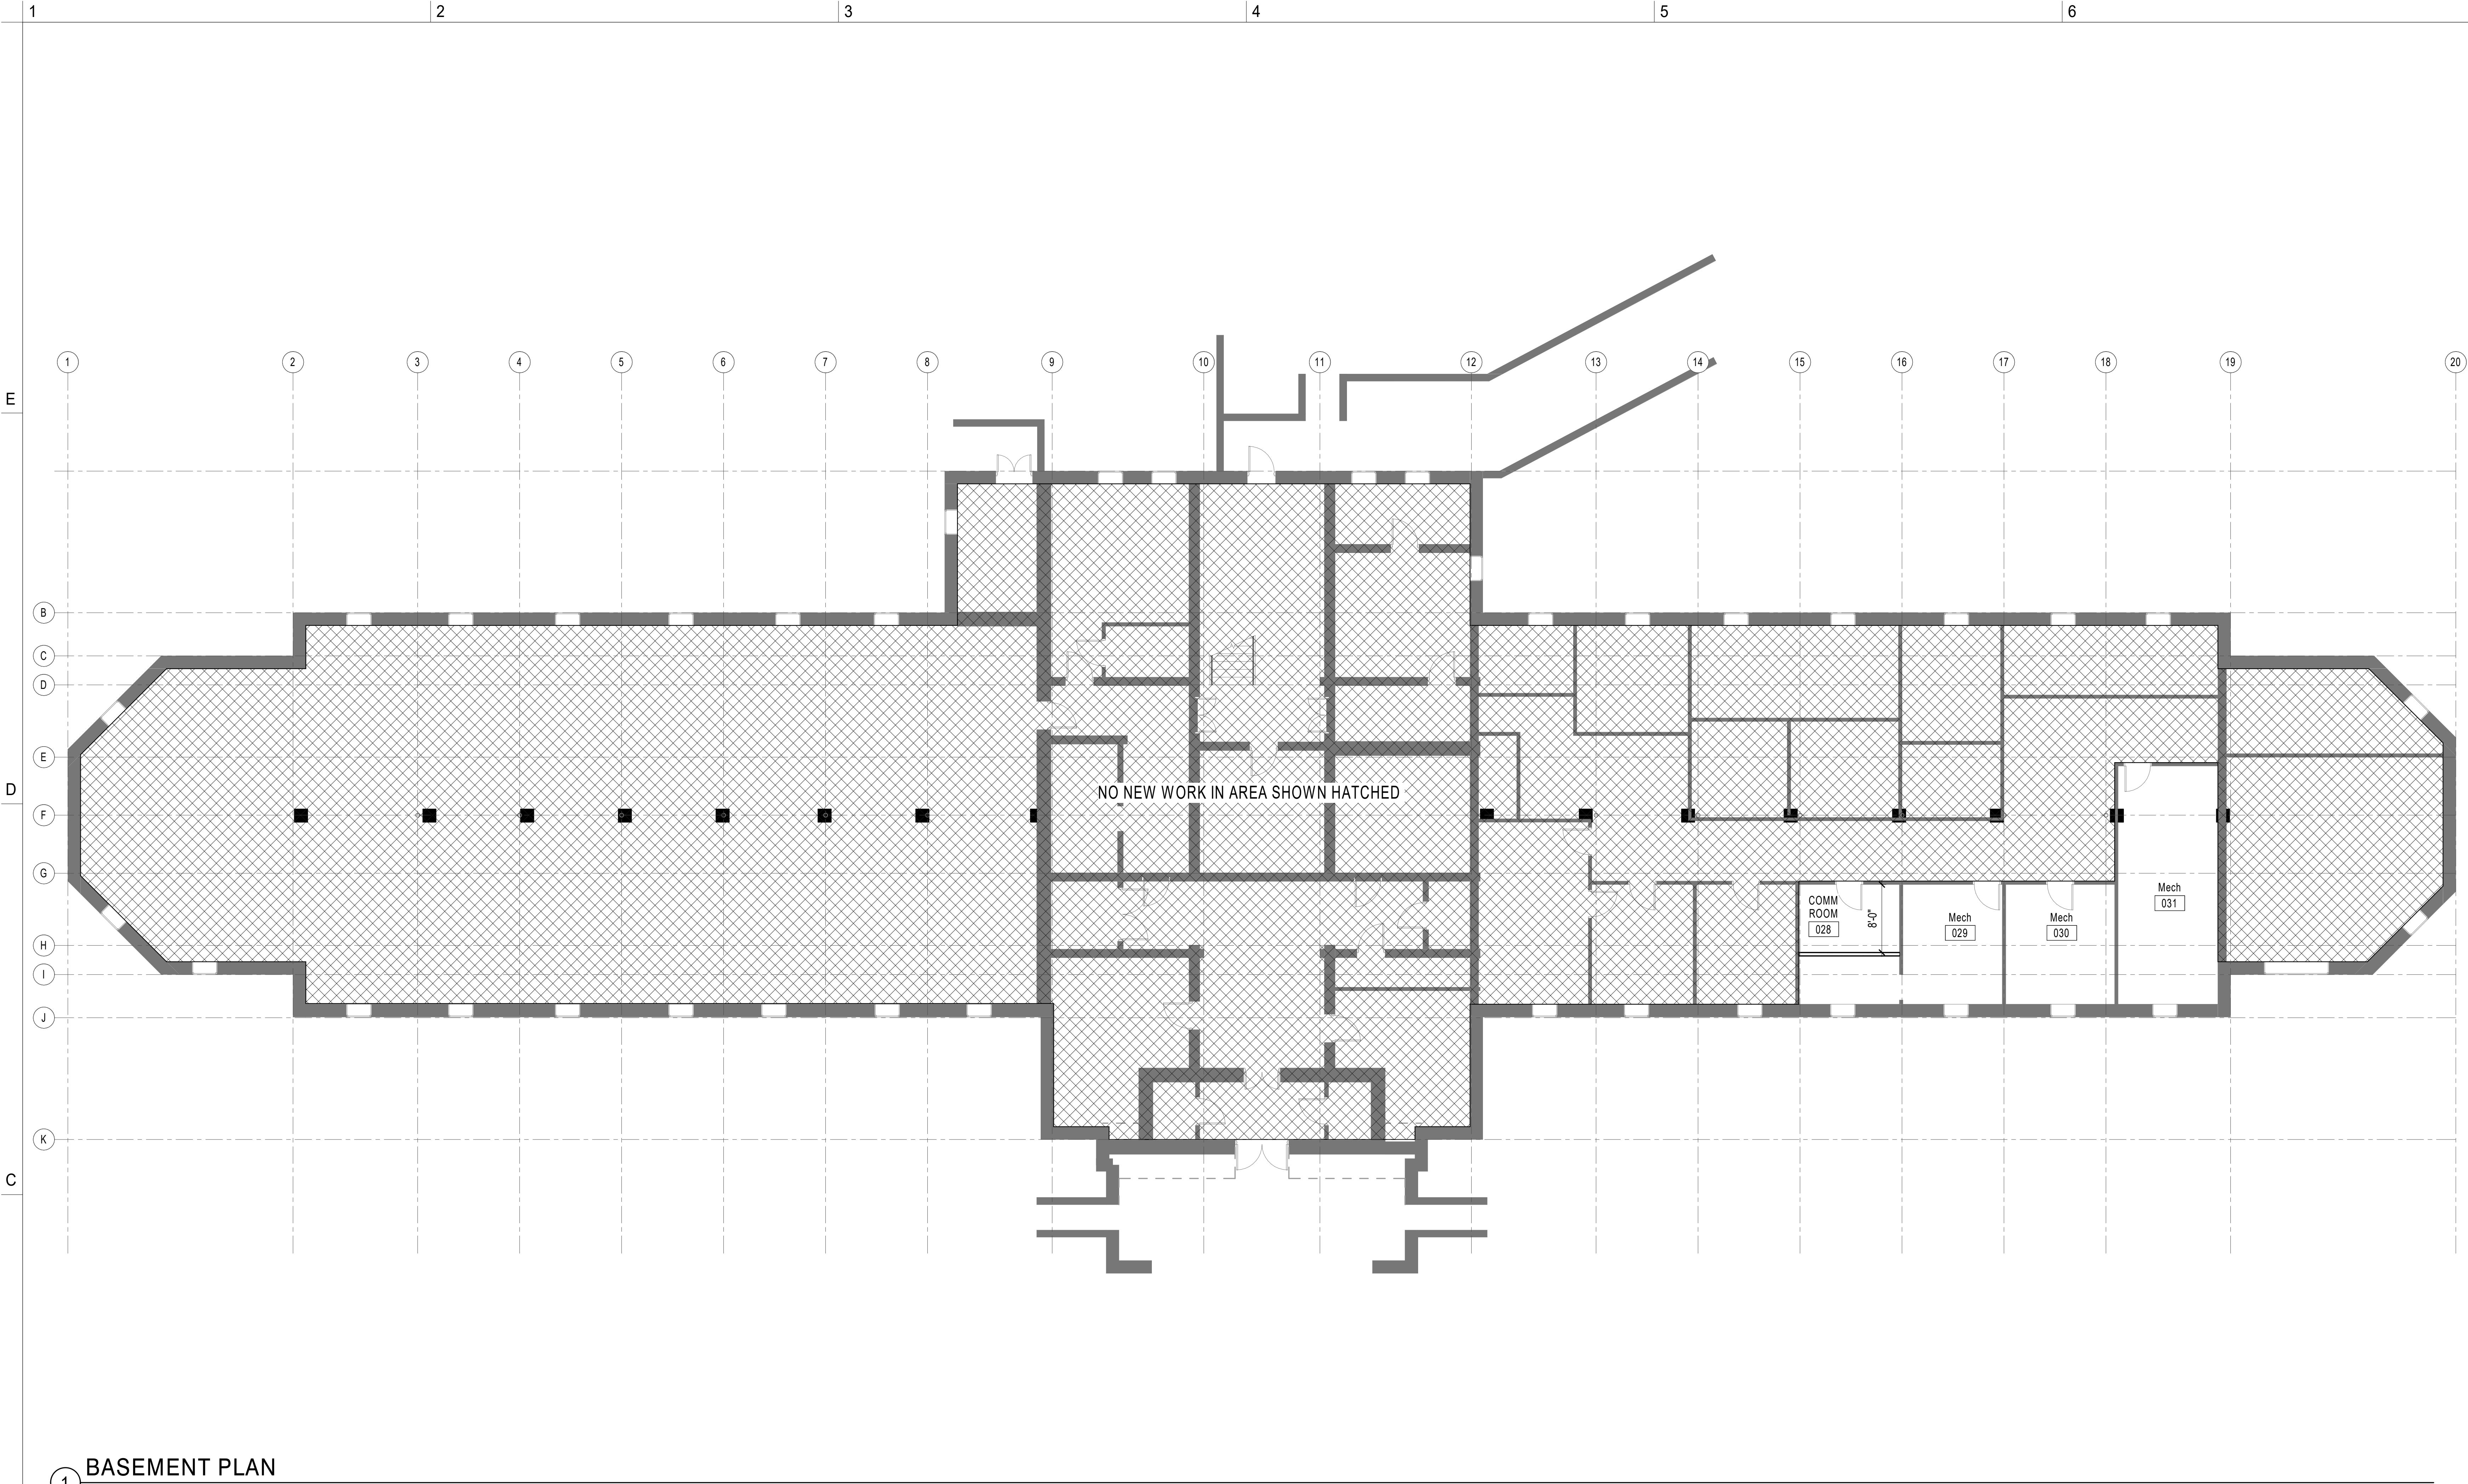 1 2 3 4 5 6
1 2 3 4 5 6 7 8 9 10 11 12 13 14 15 16 17 18 19 20
E
B
C
D
E
D
NO NEW WORK IN AREA SHOWN HATCHED
F
G
COMM
ROOM
028
8'-0"
Mech
029
Mech
030
Mech
031
H
I
J
K
C
BASEMENT PLAN
1